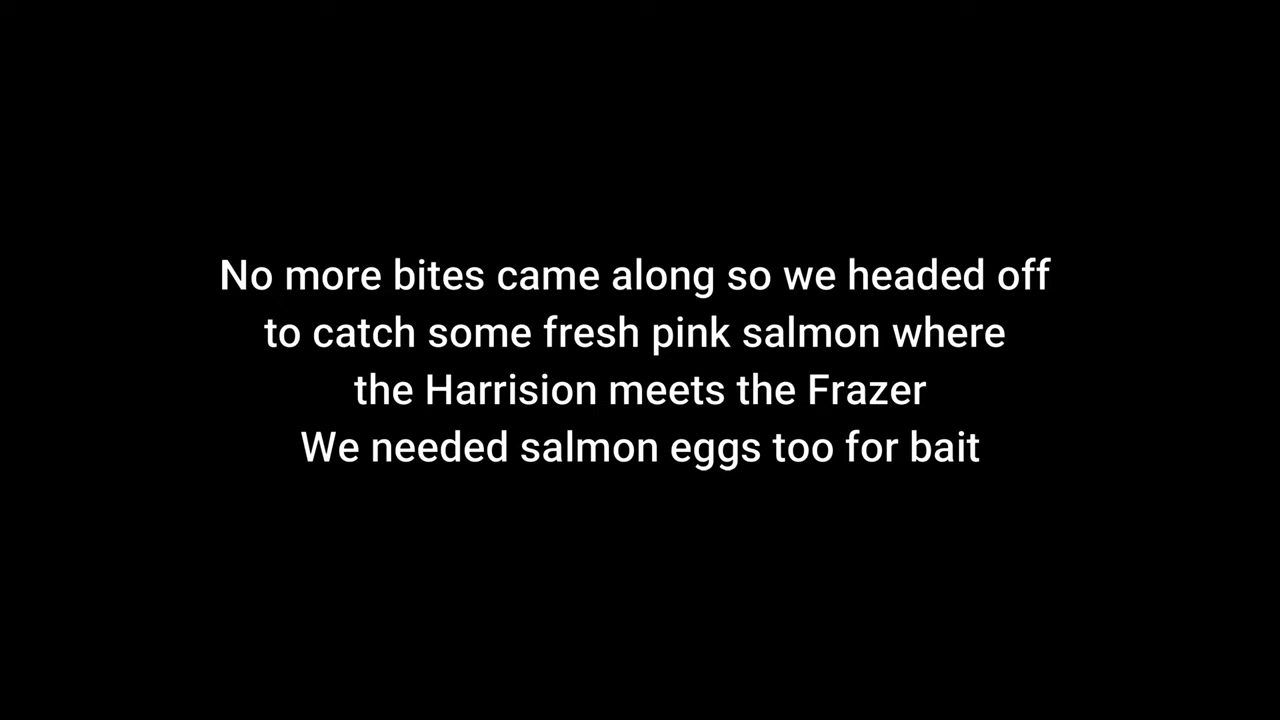 No more bites came along so we headed off
to catch some fresh pink salmon where
the Harrision meets the Frazer
We needed salmon eggs too for bait